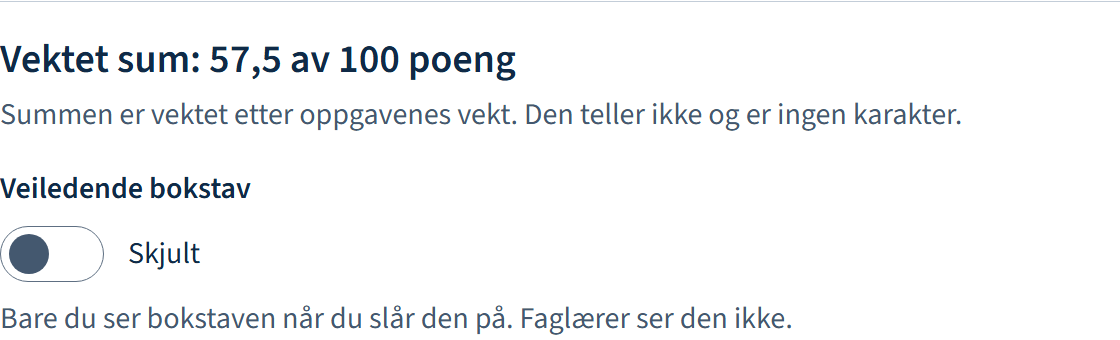 Vektet sum: 57,5 av 100 poeng
Summen er vektet etter oppgavenes vekt. Den teller ikke og er ingen karakter.
Veiledende bokstav
Skjult
Bare du ser bokstaven når du slår den på. Faglærer ser den ikke.